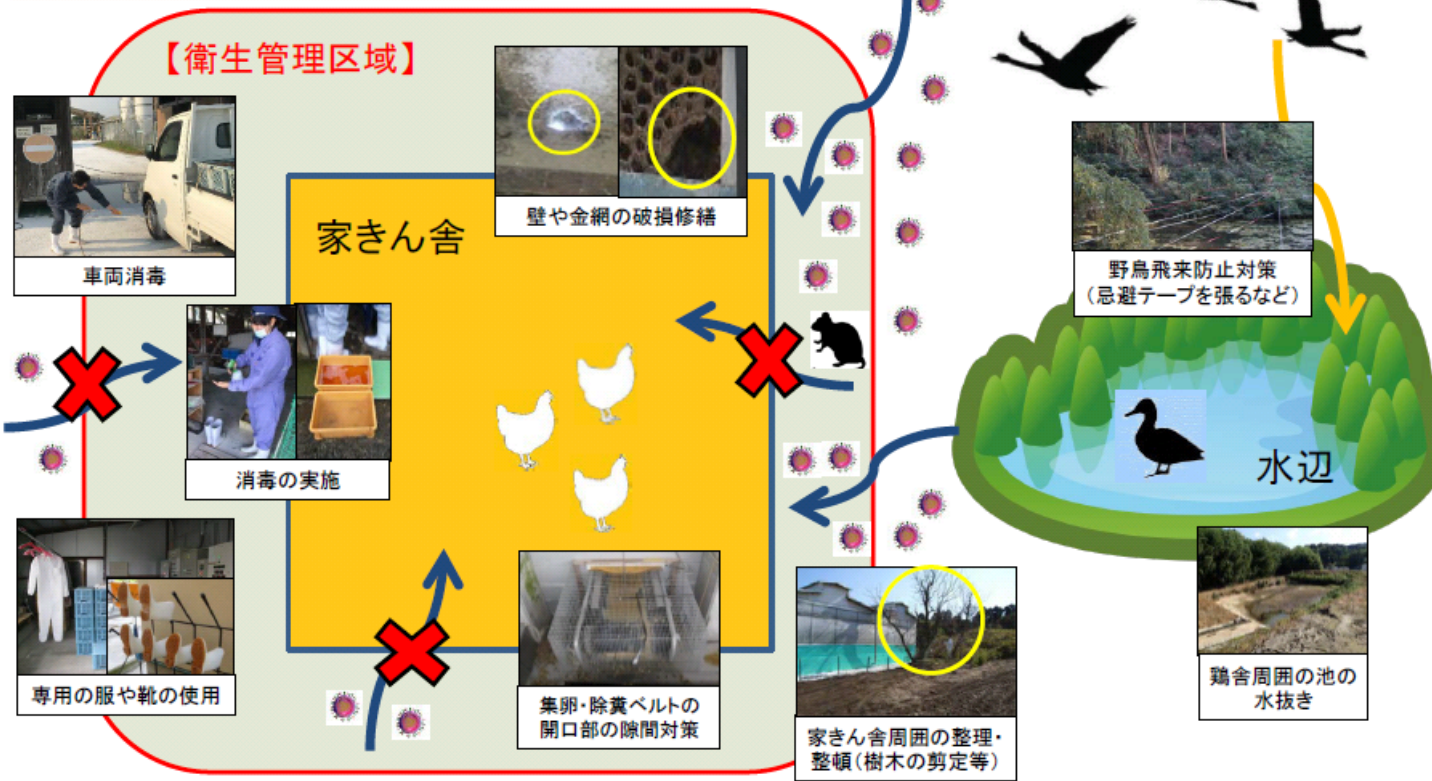 【衛生管理区域】
車両消毒
家きん舎
壁や金網の破損修繕
野鳥飛来防止対策
（忌避テープを張るなど）
消毒の実施
水辺
専用の服や靴の使用
集卵・除糞ベルトの
開口部の隙間対策
家きん舎周囲の整理・
整頓（樹木の剪定等）
鶏舎周囲の池の
水抜き